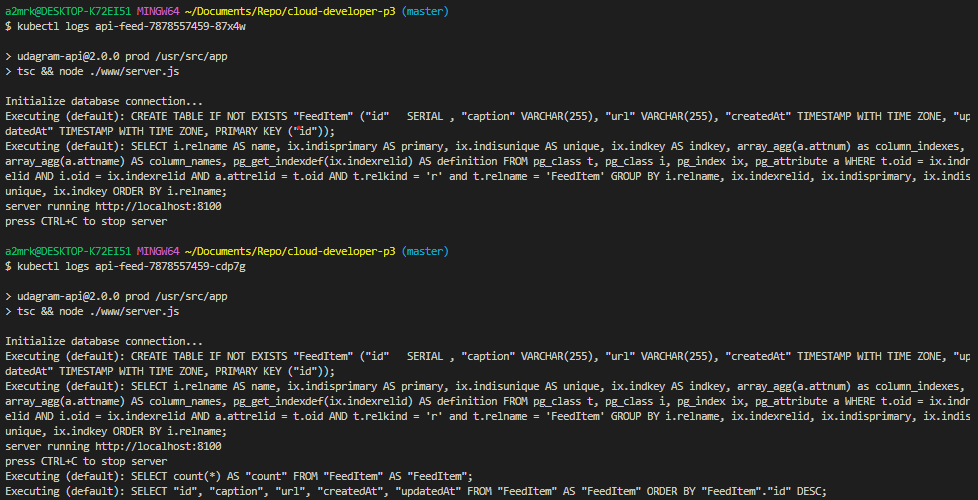 a2mrk@DESKTOP-K72EI51 MINGW64 ~/Documents/Repo/cloud-developer-p3 (master)
$ kubectl logs api-feed-7878557459-87x4w
> udagram-api@2.0.0 prod /usr/src/app
> tsc && node ./www/server.js
Initialize database connection...
Executing (default): CREATE TABLE IF NOT EXISTS "FeedItem" ("id"   SERIAL , "caption" VARCHAR(255), "url" VARCHAR(255), "createdAt" TIMESTAMP WITH TIME ZONE, "up
datedAt" TIMESTAMP WITH TIME ZONE, PRIMARY KEY ("id"));
Executing (default): SELECT i.relname AS name, ix.indisprimary AS primary, ix.indisunique AS unique, ix.indkey AS indkey, array_agg(a.attnum) as column_indexes,
array_agg(a.attname) AS column_names, pg_get_indexdef(ix.indexrelid) AS definition FROM pg_class t, pg_class i, pg_index ix, pg_attribute a WHERE t.oid = ix.indr
elid AND i.oid = ix.indexrelid AND a.attrelid = t.oid AND t.relkind = 'r' and t.relname = 'FeedItem' GROUP BY i.relname, ix.indexrelid, ix.indisprimary, ix.indis
unique, ix.indkey ORDER BY i.relname;
server running http://localhost:8100
press CTRL+C to stop server
a2mrk@DESKTOP-K72EI51 MINGW64 ~/Documents/Repo/cloud-developer-p3 (master)
$ kubectl logs api-feed-7878557459-cdp7g
> udagram-api@2.0.0 prod /usr/src/app
> tsc && node ./www/server.js
Initialize database connection...
Executing (default): CREATE TABLE IF NOT EXISTS "FeedItem" ("id"   SERIAL , "caption" VARCHAR(255), "url" VARCHAR(255), "createdAt" TIMESTAMP WITH TIME ZONE, "up
datedAt" TIMESTAMP WITH TIME ZONE, PRIMARY KEY ("id"));
Executing (default): SELECT i.relname AS name, ix.indisprimary AS primary, ix.indisunique AS unique, ix.indkey AS indkey, array_agg(a.attnum) as column_indexes,
array_agg(a.attname) AS column_names, pg_get_indexdef(ix.indexrelid) AS definition FROM pg_class t, pg_class i, pg_index ix, pg_attribute a WHERE t.oid = ix.indr
elid AND i.oid = ix.indexrelid AND a.attrelid = t.oid AND t.relkind = 'r' and t.relname = 'FeedItem' GROUP BY i.relname, ix.indexrelid, ix.indisprimary, ix.indis
unique, ix.indkey ORDER BY i.relname;
server running http://localhost:8100
press CTRL+C to stop server
Executing (default): SELECT count(*) AS "count" FROM "FeedItem" AS "FeedItem";
Executing (default): SELECT "id", "caption", "url", "createdAt", "updatedAt" FROM "FeedItem" AS "FeedItem" ORDER BY "FeedItem"."id" DESC;